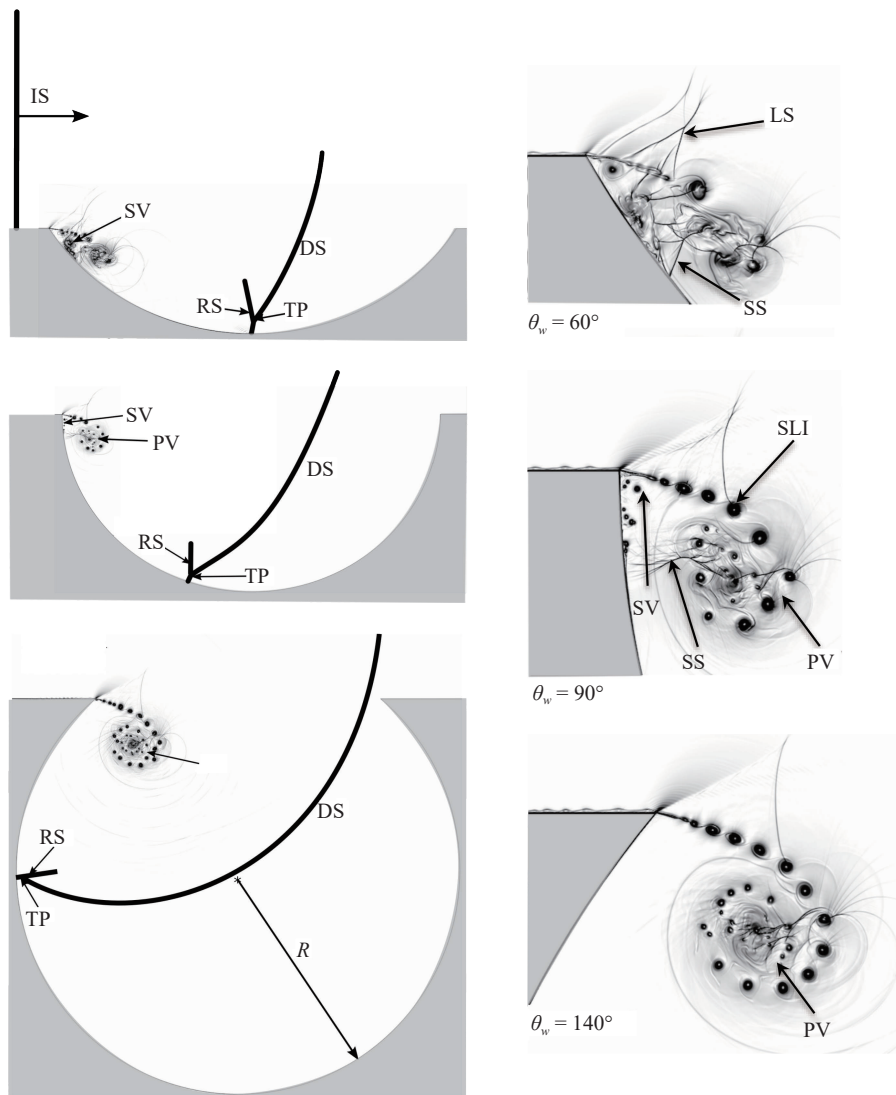 IS
SV
DS
RS
TP
LS
SS
θw = 60°
SV
PV
DS
RS
TP
SLI
SV
SS
PV
θw = 90°
DS
RS
TP
R
PV
θw = 140°